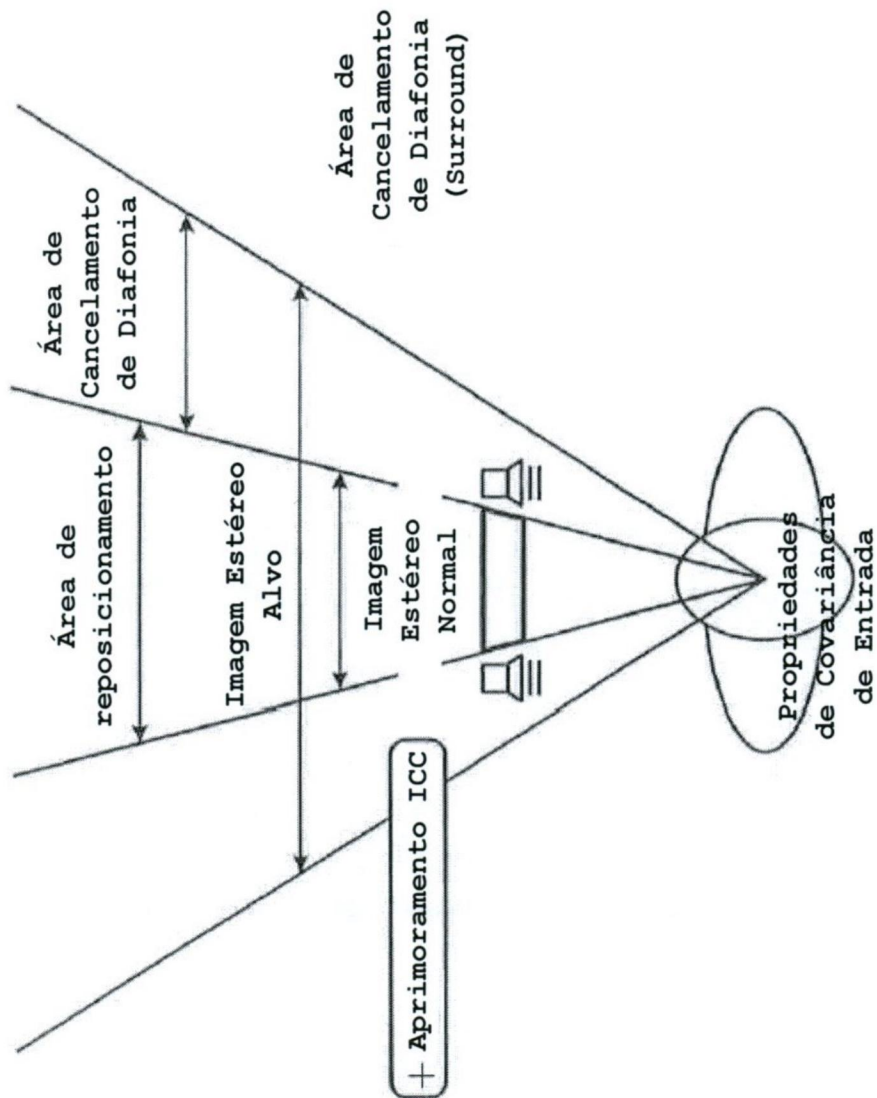 Área de
Cancelamento
de Diafonia
(Surround)
Área de
Cancelamento
de Diafonia
Área de
reposicionamento
Imagem Estéreo
Alvo
Imagem
Estéreo
Normal
+ Aprimoramento ICC
Propriedades
de Covariância
de Entrada